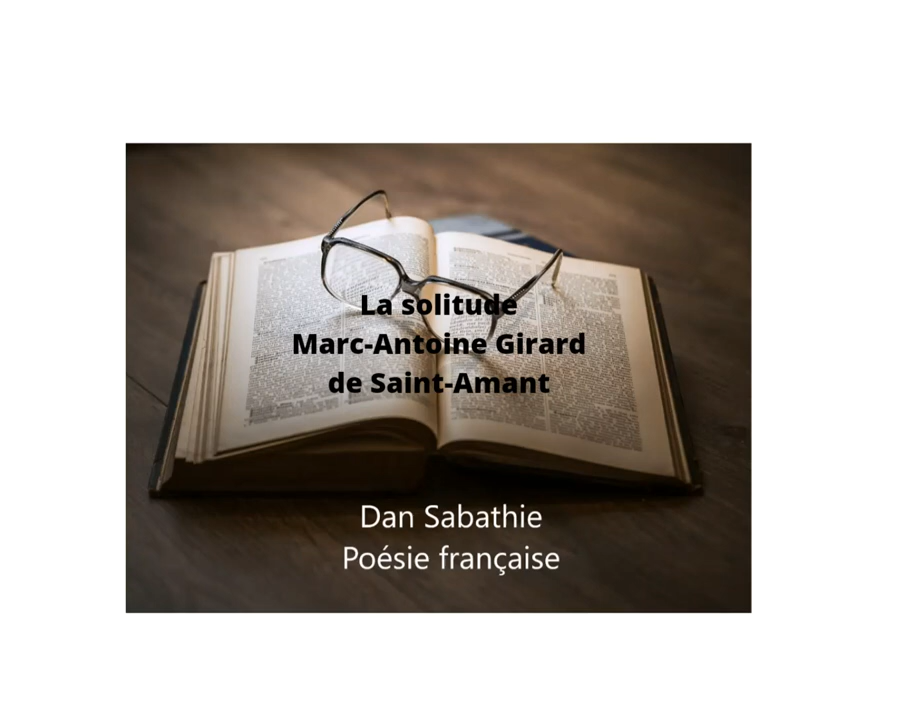 La solitude
Marc-Antoine Girard
de Saint-Amant
Dan Sabathie
Poésie française